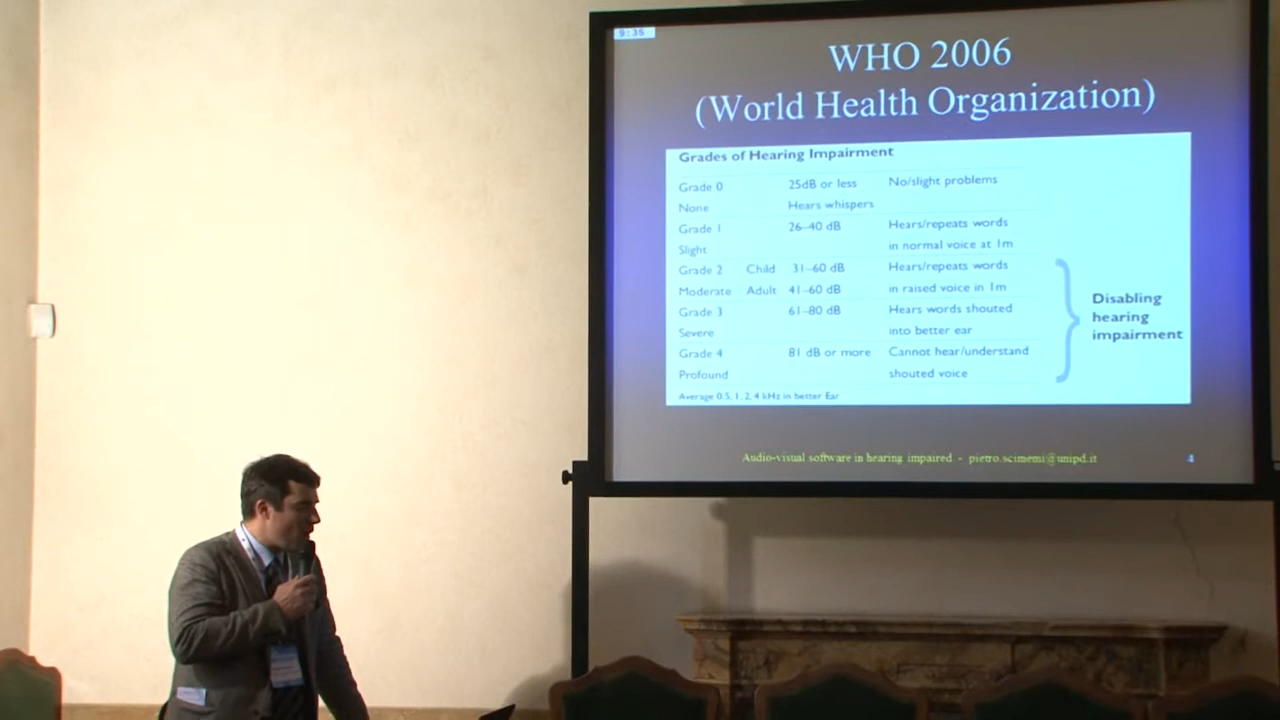 9:35
WHO 2006
(World Health Organization)
Grades of Hearing Impairment
Grade 0 25dB or less No/slight problems
None Hears whispers
Grade 1 26–40 dB Hears/repeats words
Slight in normal voice at 1m
Grade 2 Child 31–60 dB Hears/repeats words
Moderate Adult 41–60 dB in raised voice in 1m
Grade 3 61–80 dB Hears words shouted
Severe into better ear
Grade 4 81 dB or more Cannot hear/understand
Profound shouted voice
Disabling
hearing
impairment
Average 0.5, 1, 2, 4 kHz in better Ear
Audio-visual software in hearing impaired - pietro.scimemi@unipd.it 4